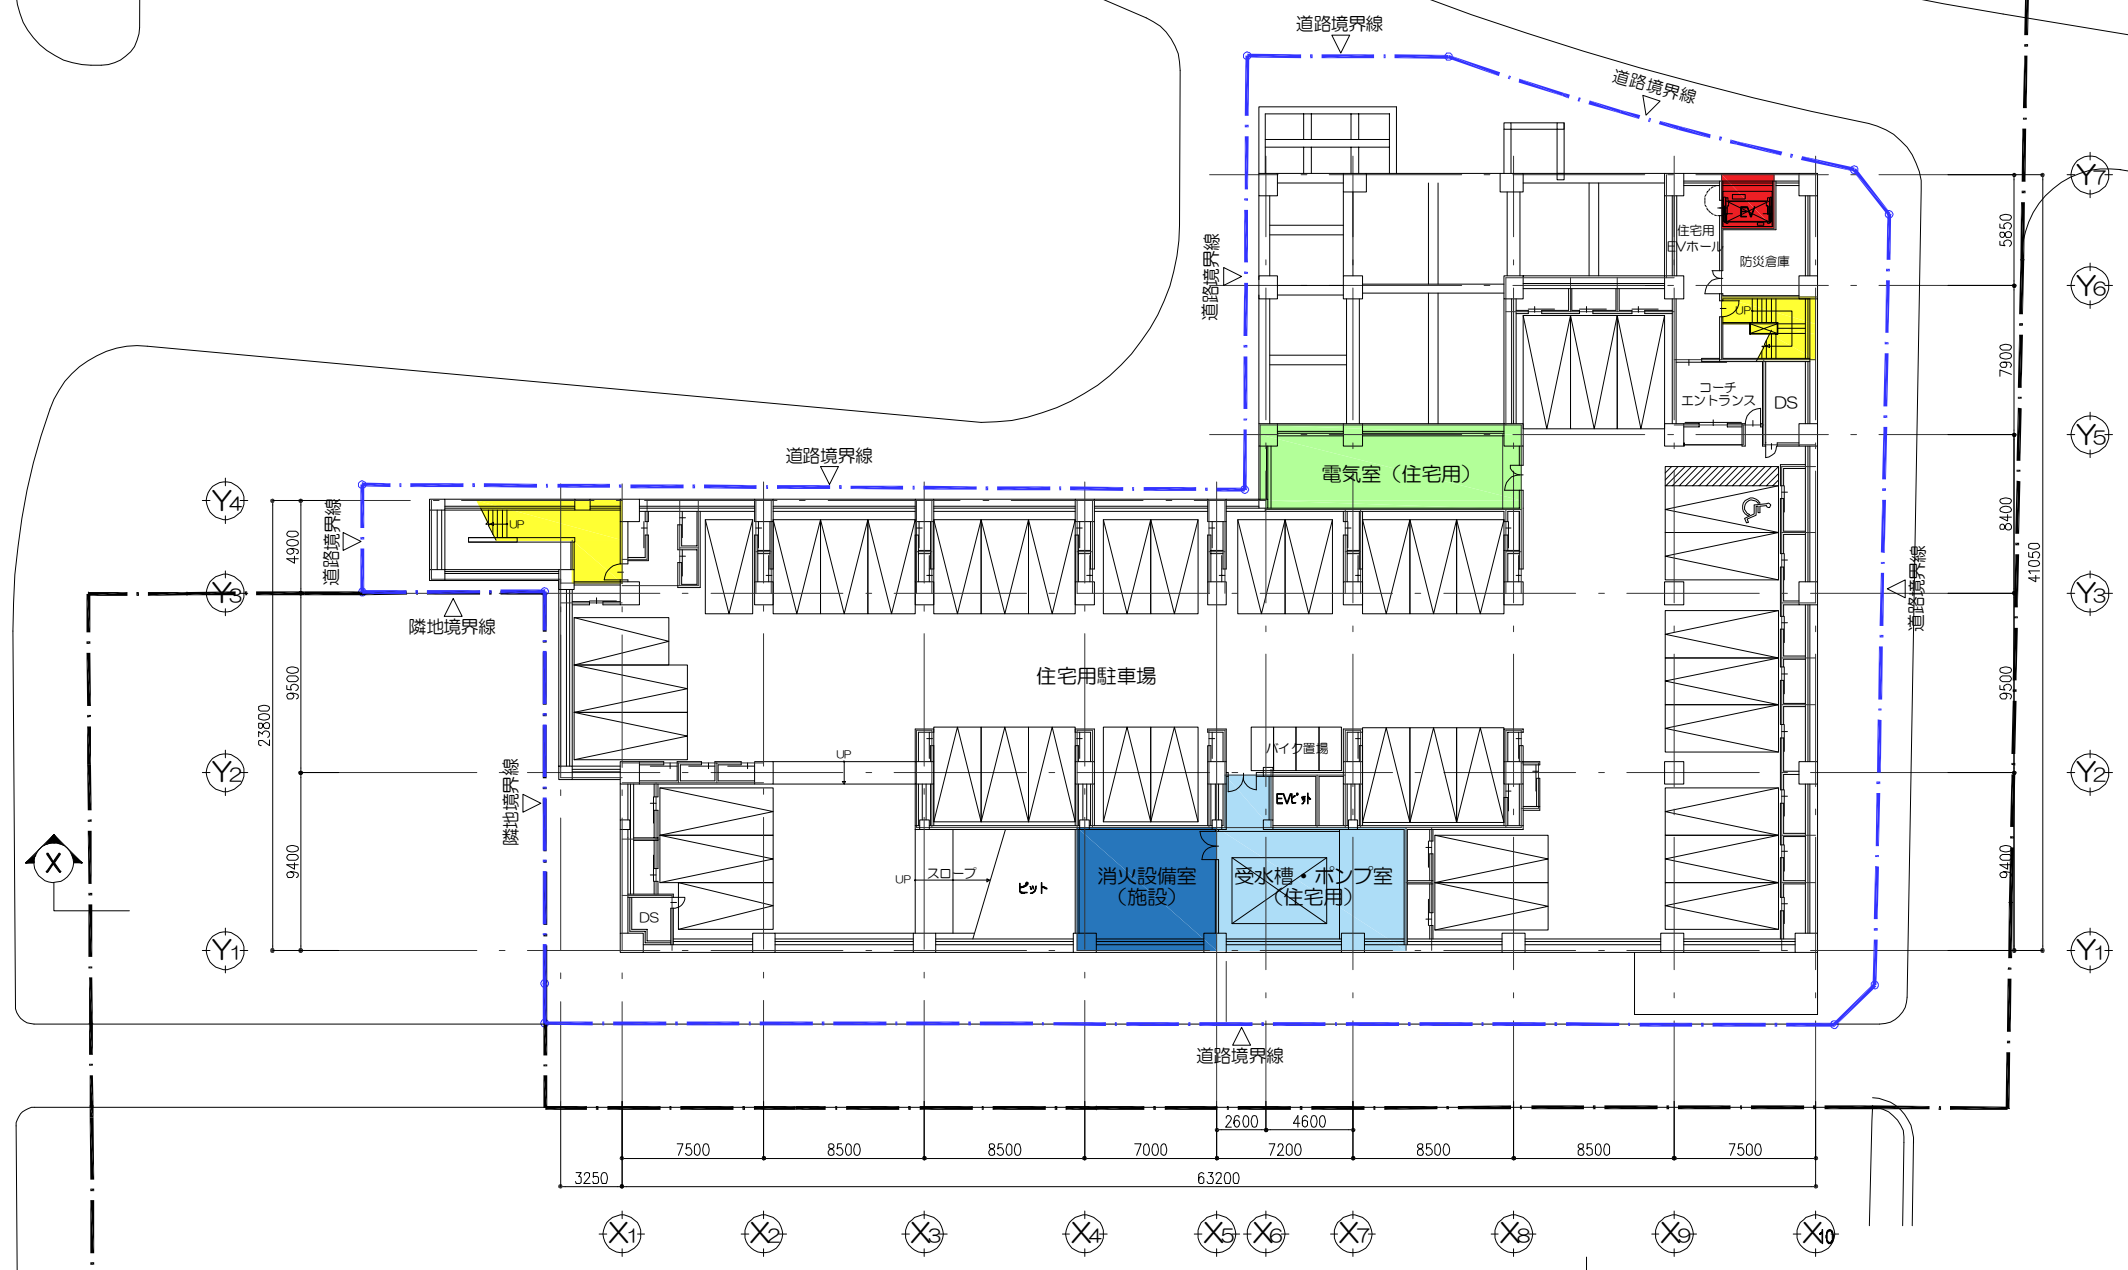 道路境界線
道路境界線
Y7
5850
EV
住宅用
EVホール
防災倉庫
道路境界線
Y6
UP
7900
コーチ
エントランス
DS
Y5
道路境界線
電気室（住宅用）
Y4
道路境界線
UP
4900
8400
41050
道路境界線
Y3
Y3
隣地境界線
住宅用駐車場
9500
9500
23800
バイク置場
UP
Y2
Y2
隣地境界線
EVピット
X
9400
9400
UP
スロープ
ピット
消火設備室
（施設）
受水槽・ポンプ室
（住宅用）
DS
Y1
Y1
道路境界線
2600
4600
7500
8500
8500
7000
7200
8500
8500
7500
3250
63200
X1
X2
X3
X4
X5
X6
X7
X8
X9
X10